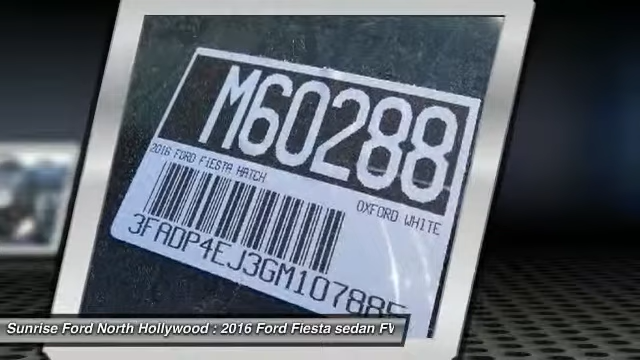 M60288
2016 FORD FIESTA HATCH
OXFORD WHITE
3FADP4EJ3GM107885
Sunrise Ford North Hollywood : 2016 Ford Fiesta sedan FV